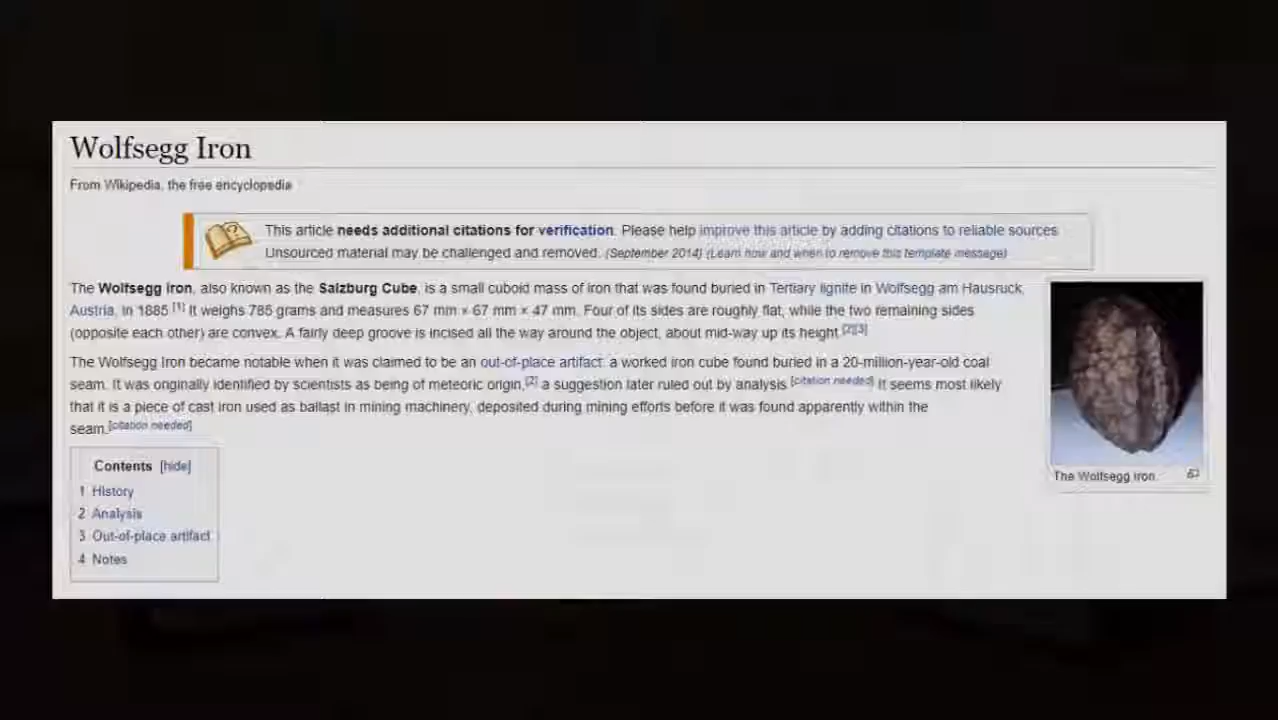 Wolfsegg Iron
From Wikipedia, the free encyclopedia
This article needs additional citations for verification. Please help improve this article by adding citations to reliable sources.
Unsourced material may be challenged and removed. (September 2014) (Learn how and when to remove this template message)
The Wolfsegg Iron, also known as the Salzburg Cube, is a small cuboid mass of iron that was found buried in Tertiary lignite in Wolfsegg am Hausruck,
Austria, in 1885.[1] It weighs 785 grams and measures 67 mm × 67 mm × 47 mm. Four of its sides are roughly flat, while the two remaining sides
(opposite each other) are convex. A fairly deep groove is incised all the way around the object, about mid-way up its height.[2][3]
The Wolfsegg Iron became notable when it was claimed to be an out-of-place artifact: a worked iron cube found buried in a 20-million-year-old coal
seam. It was originally identified by scientists as being of meteoric origin,[2] a suggestion later ruled out by analysis.[citation needed] It seems most likely
that it is a piece of cast iron used as ballast in mining machinery, deposited during mining efforts before it was found apparently within the
seam.[citation needed]
The Wolfsegg Iron.
Contents [hide]
1 History
2 Analysis
3 Out-of-place artifact
4 Notes